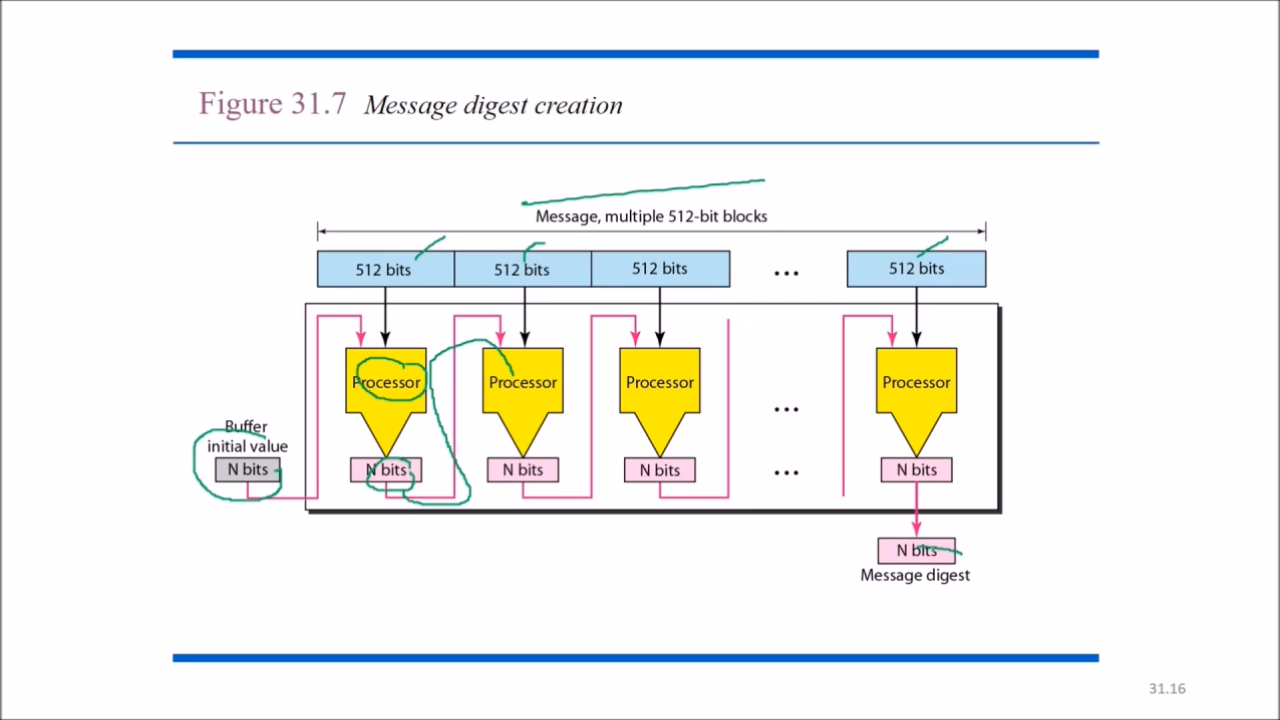 Figure 31.7 Message digest creation
Message, multiple 512-bit blocks
512 bits 512 bits 512 bits ... 512 bits
Processor Processor Processor ... Processor
Buffer
initial value
N bits N bits N bits N bits ... N bits
N bits
Message digest
31.16